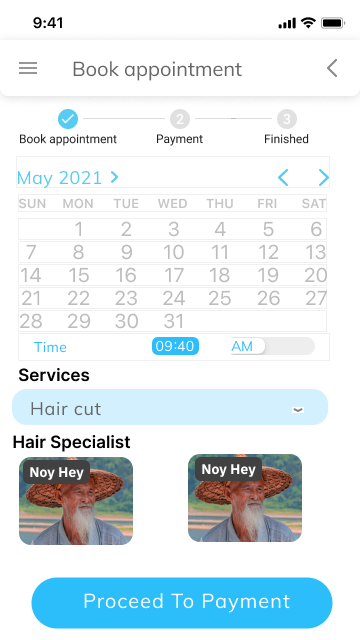 9:41
Book appointment
2 3
Book appointment Payment Finished
May 2021
SUN MON TUE WED THU FRI SAT
1 2 3 4 5 6
7 8 9 10 11 12 13
14 15 16 17 18 19 20
21 22 23 24 25 26 27
28 29 30 31
Time 09:40 AM
Services
Hair cut
Hair Specialist
Noy Hey Noy Hey
Proceed To Payment